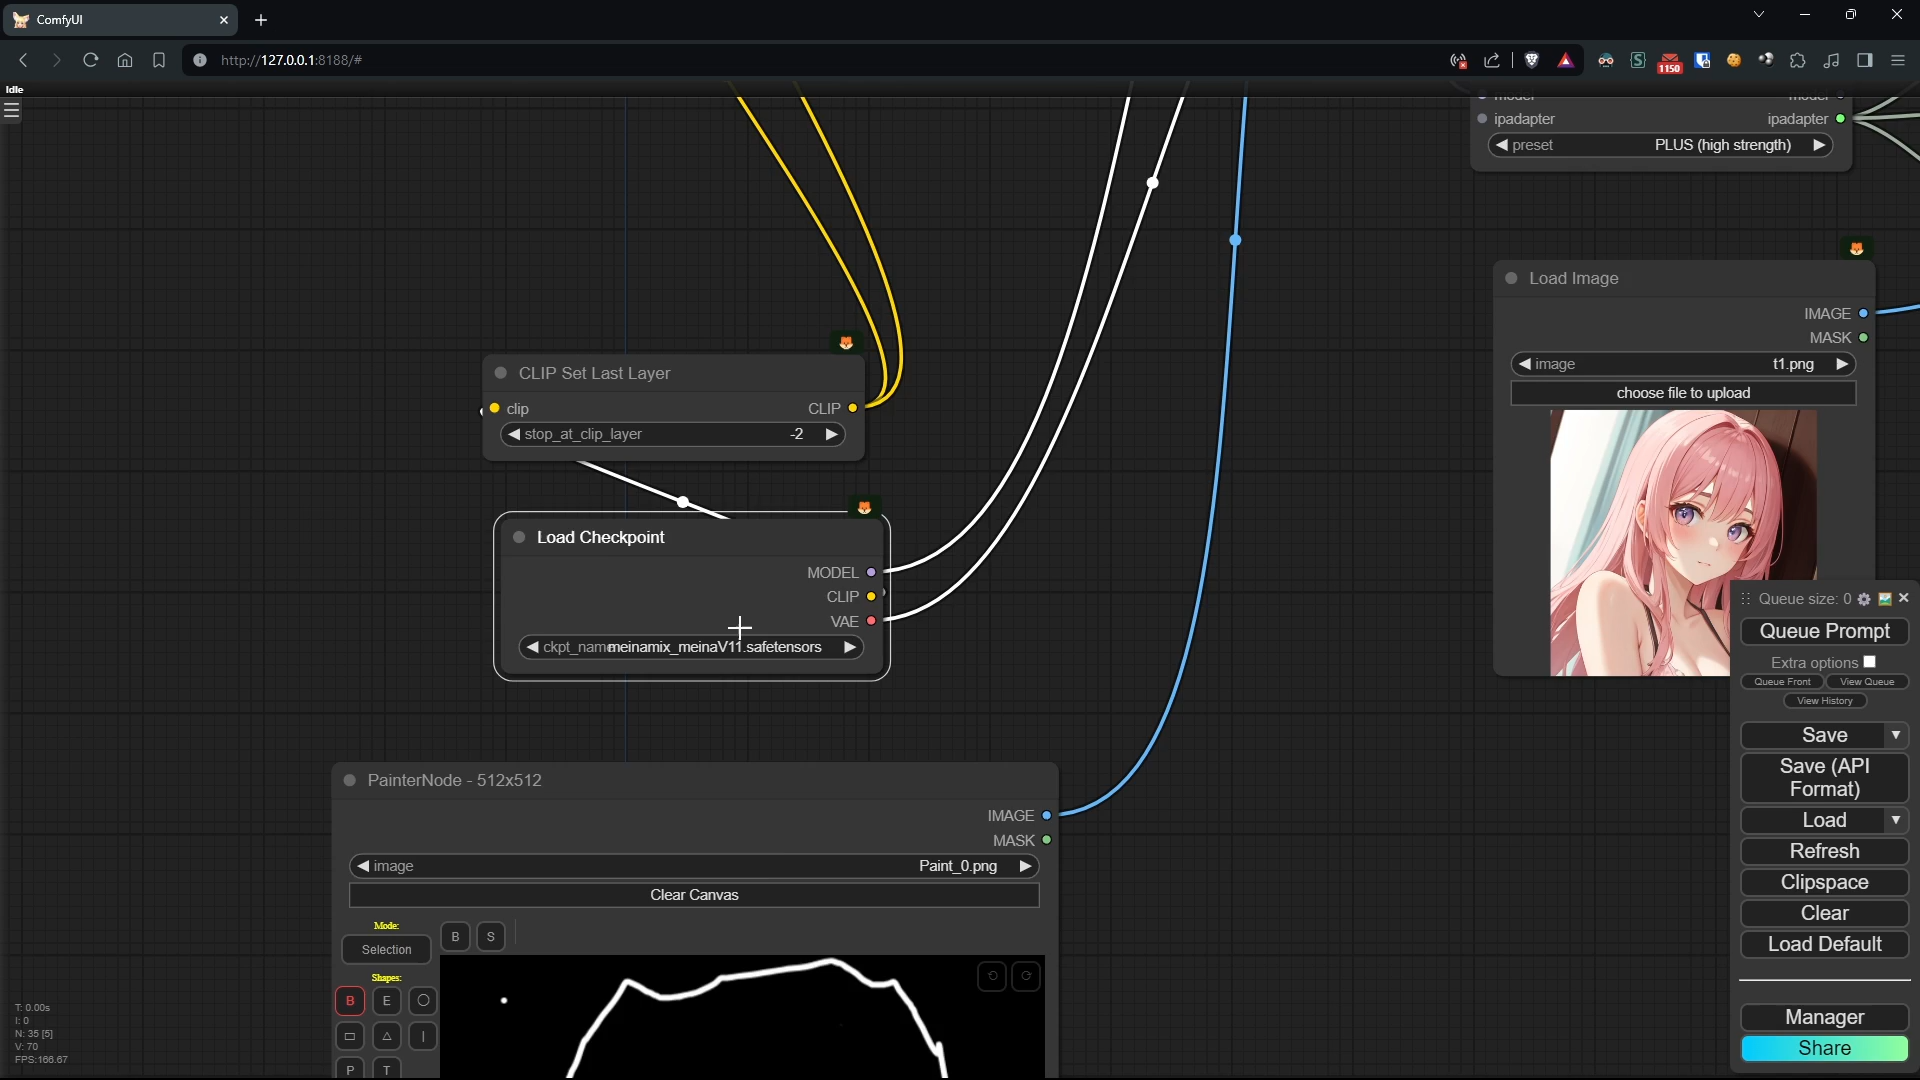 ComfyUI
http://127.0.0.1:8188/#
1150
Idle
model model
ipadapter ipadapter
preset PLUS (high strength)
Load Image
IMAGE
MASK
image t1.png
choose file to upload
CLIP Set Last Layer
clip CLIP
stop_at_clip_layer -2
Load Checkpoint
MODEL
CLIP
VAE
ckpt_name meinamix_meinaV11.safetensors
Queue size: 0
Queue Prompt
Extra options
Queue Front View Queue
View History
Save
Save (API
Format)
Load
Refresh
Clipspace
Clear
Load Default
Manager
Share
PainterNode - 512x512
IMAGE
MASK
image Paint_0.png
Clear Canvas
Mode:
Selection
B S
Shapes:
B E
P T
T: 0.00s
I: 0
N: 35 [5]
V: 70
FPS:166.67